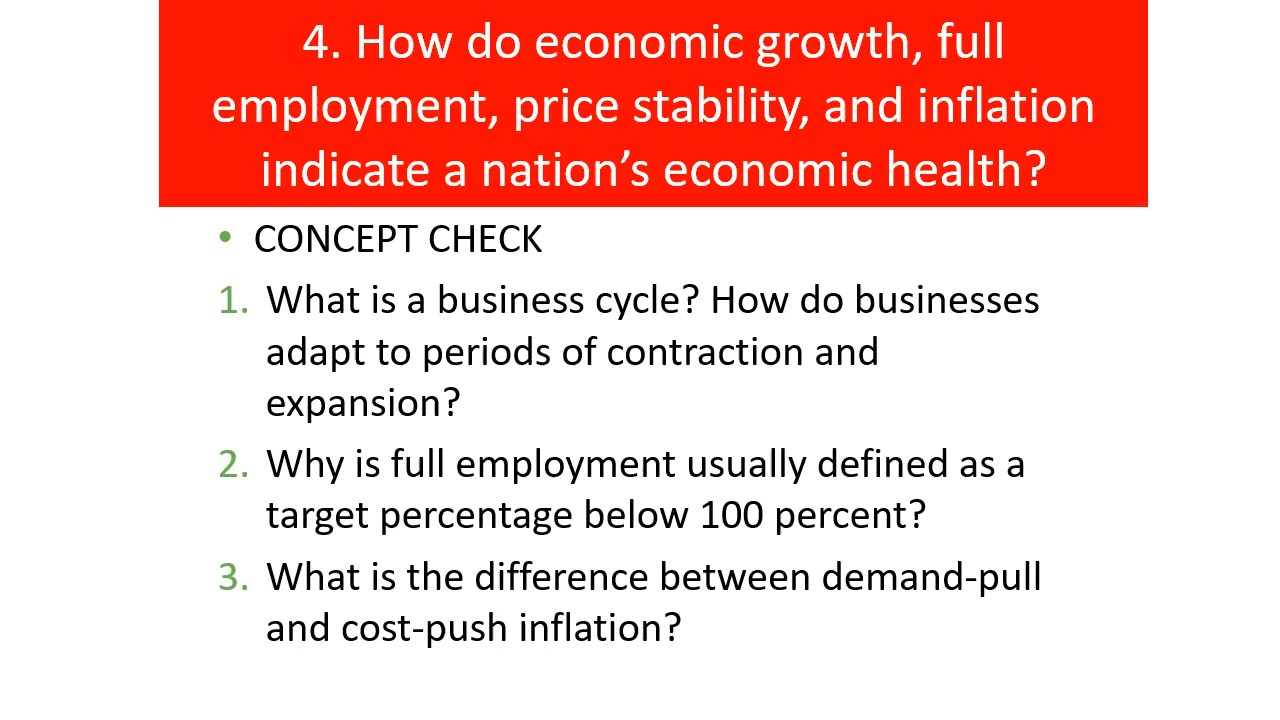 4. How do economic growth, full
employment, price stability, and inflation
indicate a nation’s economic health?
• CONCEPT CHECK
1. What is a business cycle? How do businesses
adapt to periods of contraction and
expansion?
2. Why is full employment usually defined as a
target percentage below 100 percent?
3. What is the difference between demand-pull
and cost-push inflation?